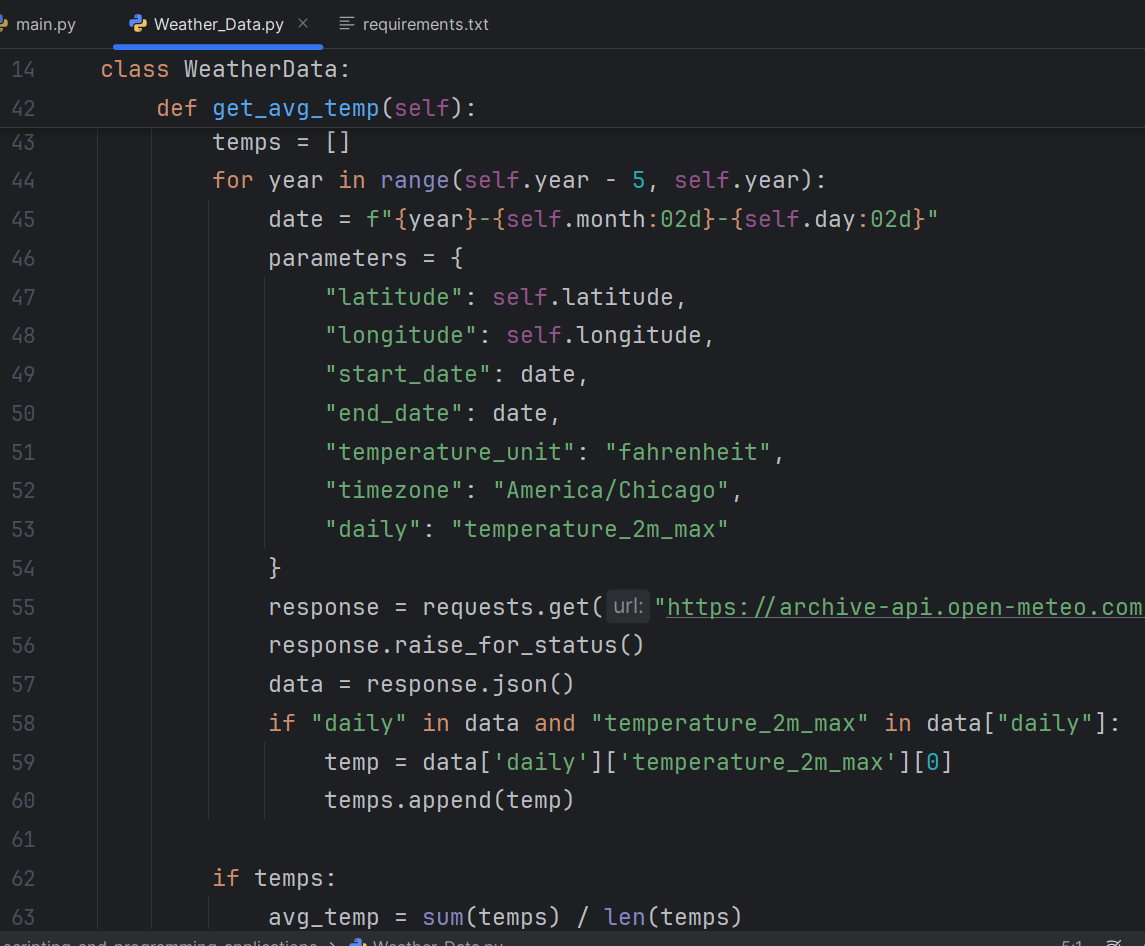 main.py Weather_Data.py requirements.txt
14 class WeatherData:
42 def get_avg_temp(self):
43 temps = []
44 for year in range(self.year - 5, self.year):
45 date = f"{year}-{self.month:02d}-{self.day:02d}"
46 parameters = {
47 "latitude": self.latitude,
48 "longitude": self.longitude,
49 "start_date": date,
50 "end_date": date,
51 "temperature_unit": "fahrenheit",
52 "timezone": "America/Chicago",
53 "daily": "temperature_2m_max"
54 }
55 response = requests.get( url: "https://archive-api.open-meteo.com
56 response.raise_for_status()
57 data = response.json()
58 if "daily" in data and "temperature_2m_max" in data["daily"]:
59 temp = data['daily']['temperature_2m_max'][0]
60 temps.append(temp)
61
62 if temps:
63 avg_temp = sum(temps) / len(temps)
scripting_and_programming_applications > Weather_Data.py 5:1